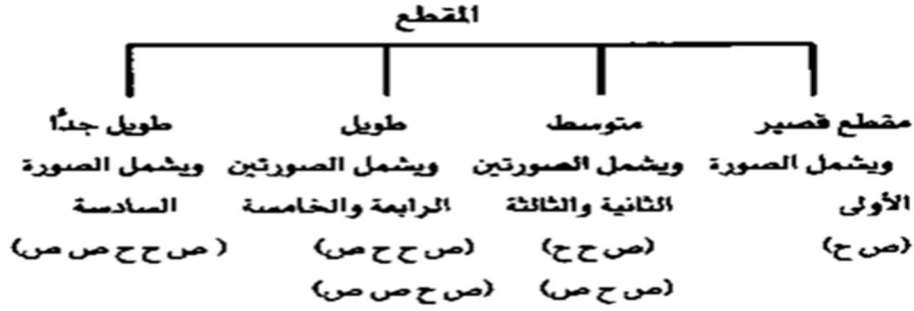 المقطع
مقطع قصير
ويشمل الصورة
الأولى
(ص ح)
متوسط
ويشمل الصورتين
الثانية والثالثة
(ص ح ح)
(ص ح ص)
طويل
ويشمل الصورتين
الرابعة والخامسة
(ص ح ح ص)
(ص ح ص ص)
طويل جدأ
ويشمل الصورة
السادسة
(ص ح ح ص ص)